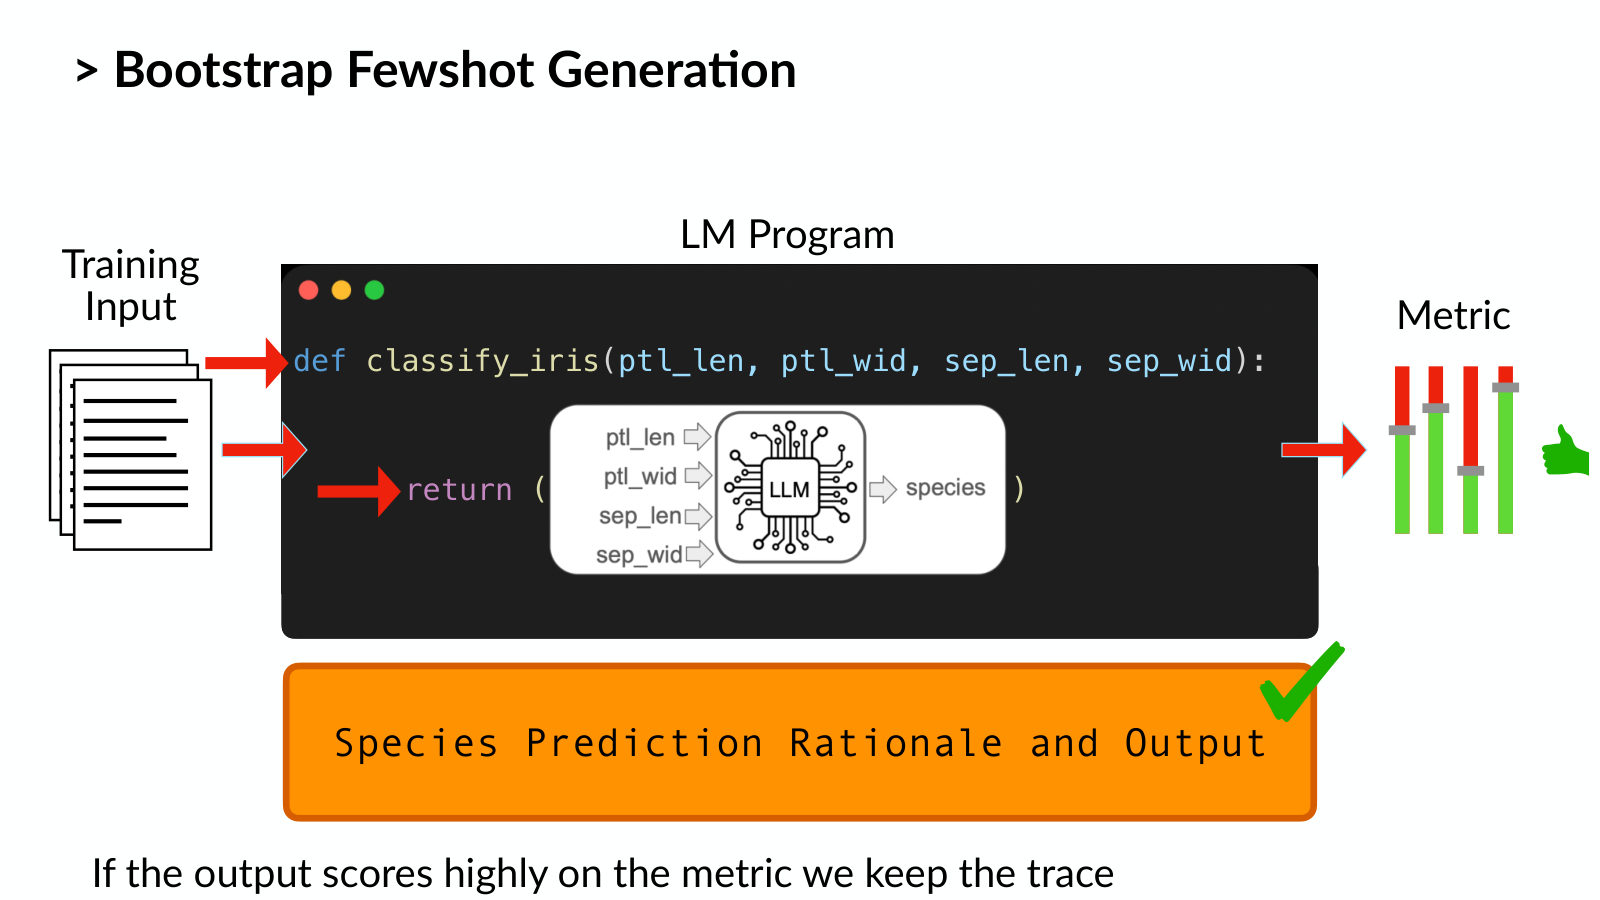 > Bootstrap Fewshot Generation
LM Program
Training
Input
Metric
def classify_iris(ptl_len, ptl_wid, sep_len, sep_wid):
return (
ptl_len
ptl_wid
sep_len
sep_wid
LLM
species
)
Species Prediction Rationale and Output
If the output scores highly on the metric we keep the trace